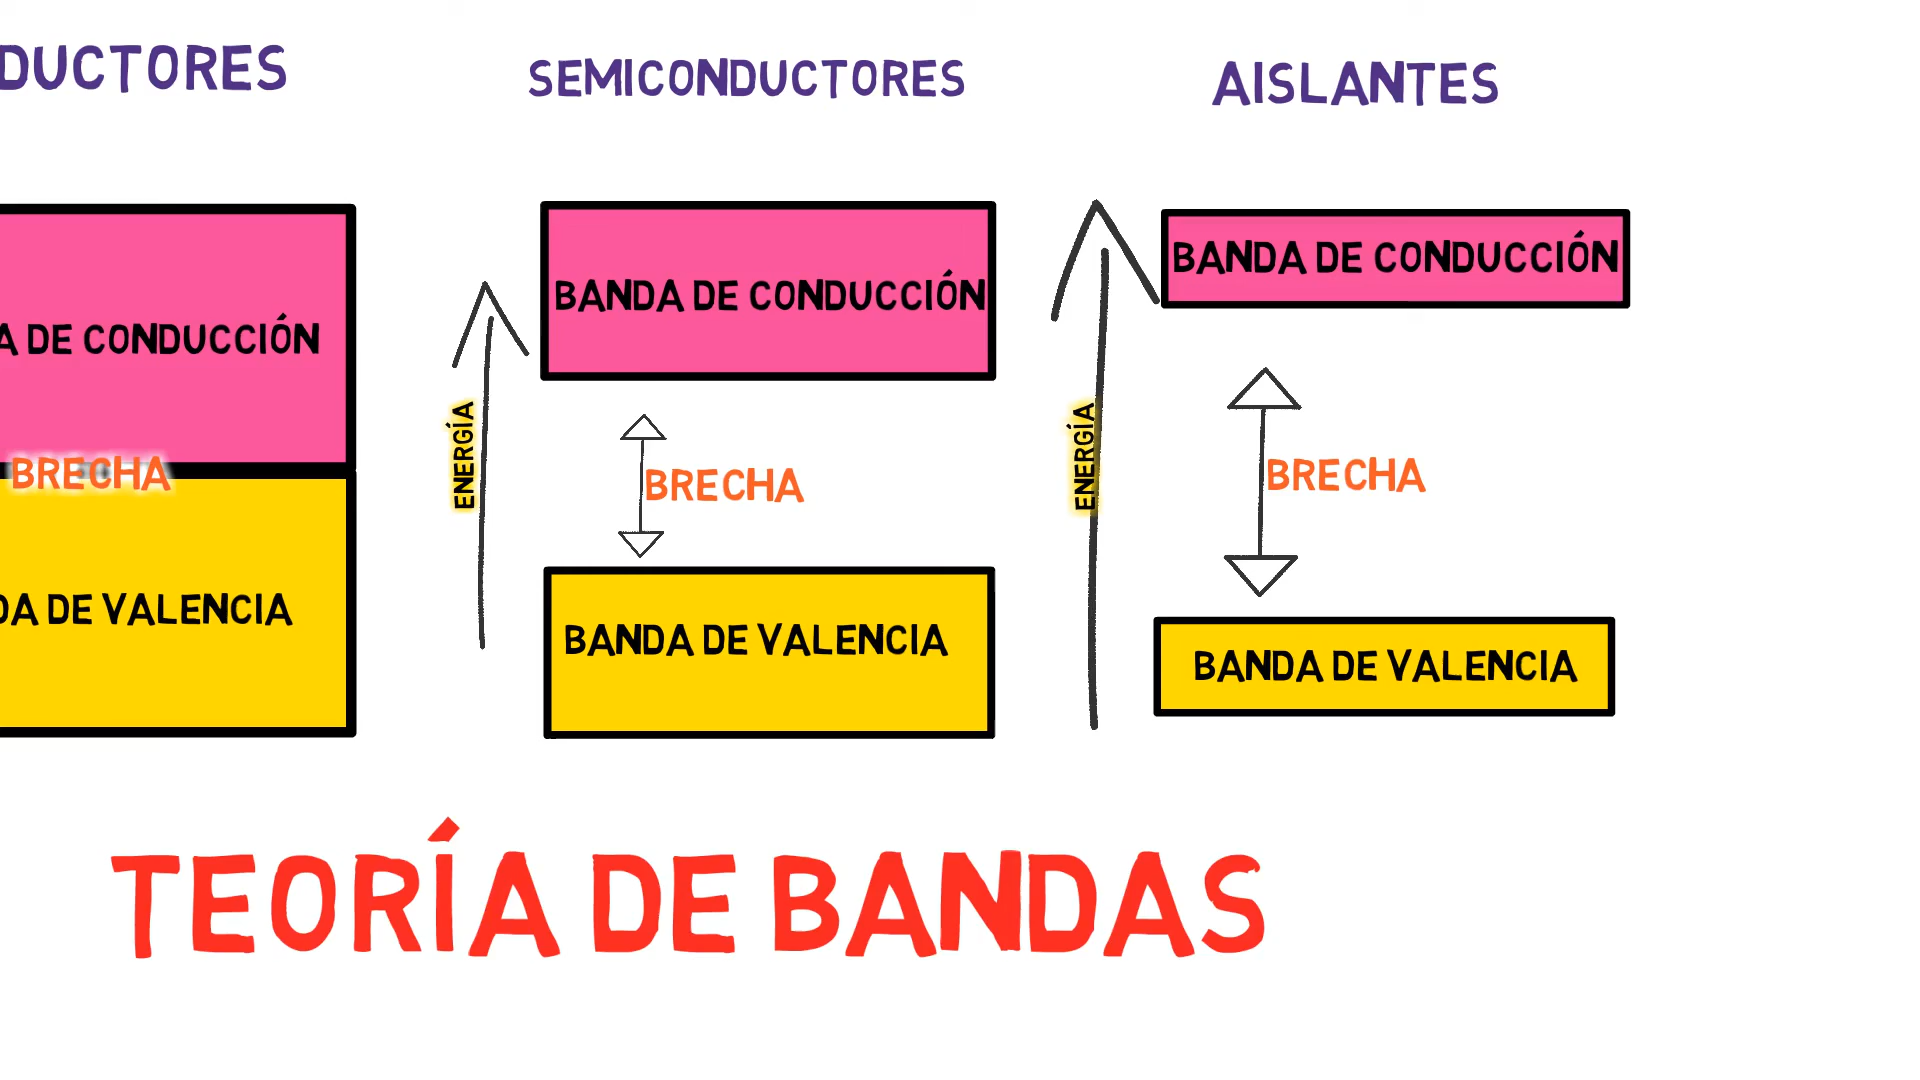 DUCTORES
SEMICONDUCTORES
AISLANTES
A DE CONDUCCIÓN
BRECHA
DA DE VALENCIA
ENERGÍA
BANDA DE CONDUCCIÓN
BRECHA
BANDA DE VALENCIA
ENERGÍA
BANDA DE CONDUCCIÓN
BRECHA
BANDA DE VALENCIA
TEORÍA DE BANDAS